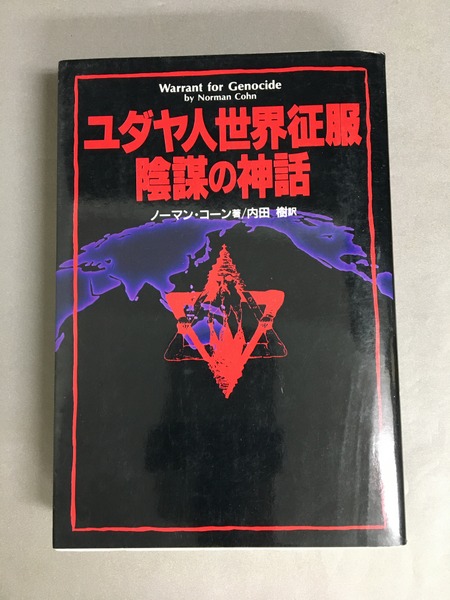 Warrant for Genocide
by Norman Cohn
ユダヤ人世界征服
陰謀の神話
ノーマン・コーン著/内田 樹訳